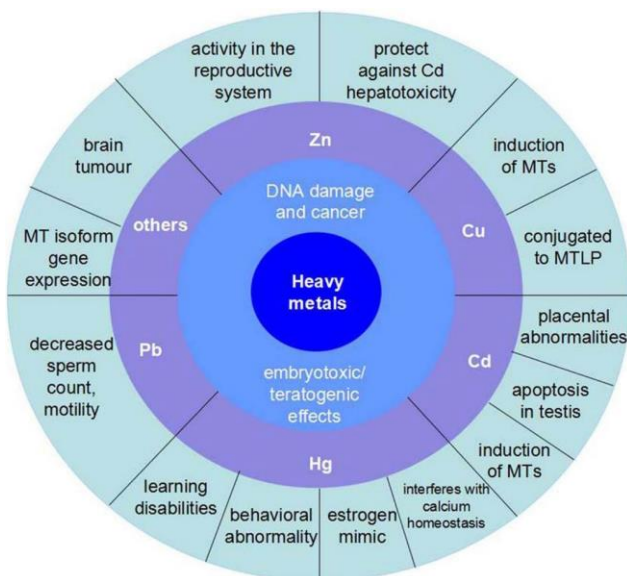 activity in the
reproductive
system
protect
against Cd
hepatotoxicity
brain
tumour
induction
of MTs
MT isoform
gene
expression
conjugated
to MTLP
decreased
sperm
count,
motility
placental
abnormalities
apoptosis
in testis
induction
of MTs
learning
disabilities
behavioral
abnormality
estrogen
mimic
interferes with
calcium
homeostasis
Zn
others
Cu
Pb
Cd
Hg
DNA damage
and cancer
Heavy
metals
embryotoxic/
teratogenic
effects